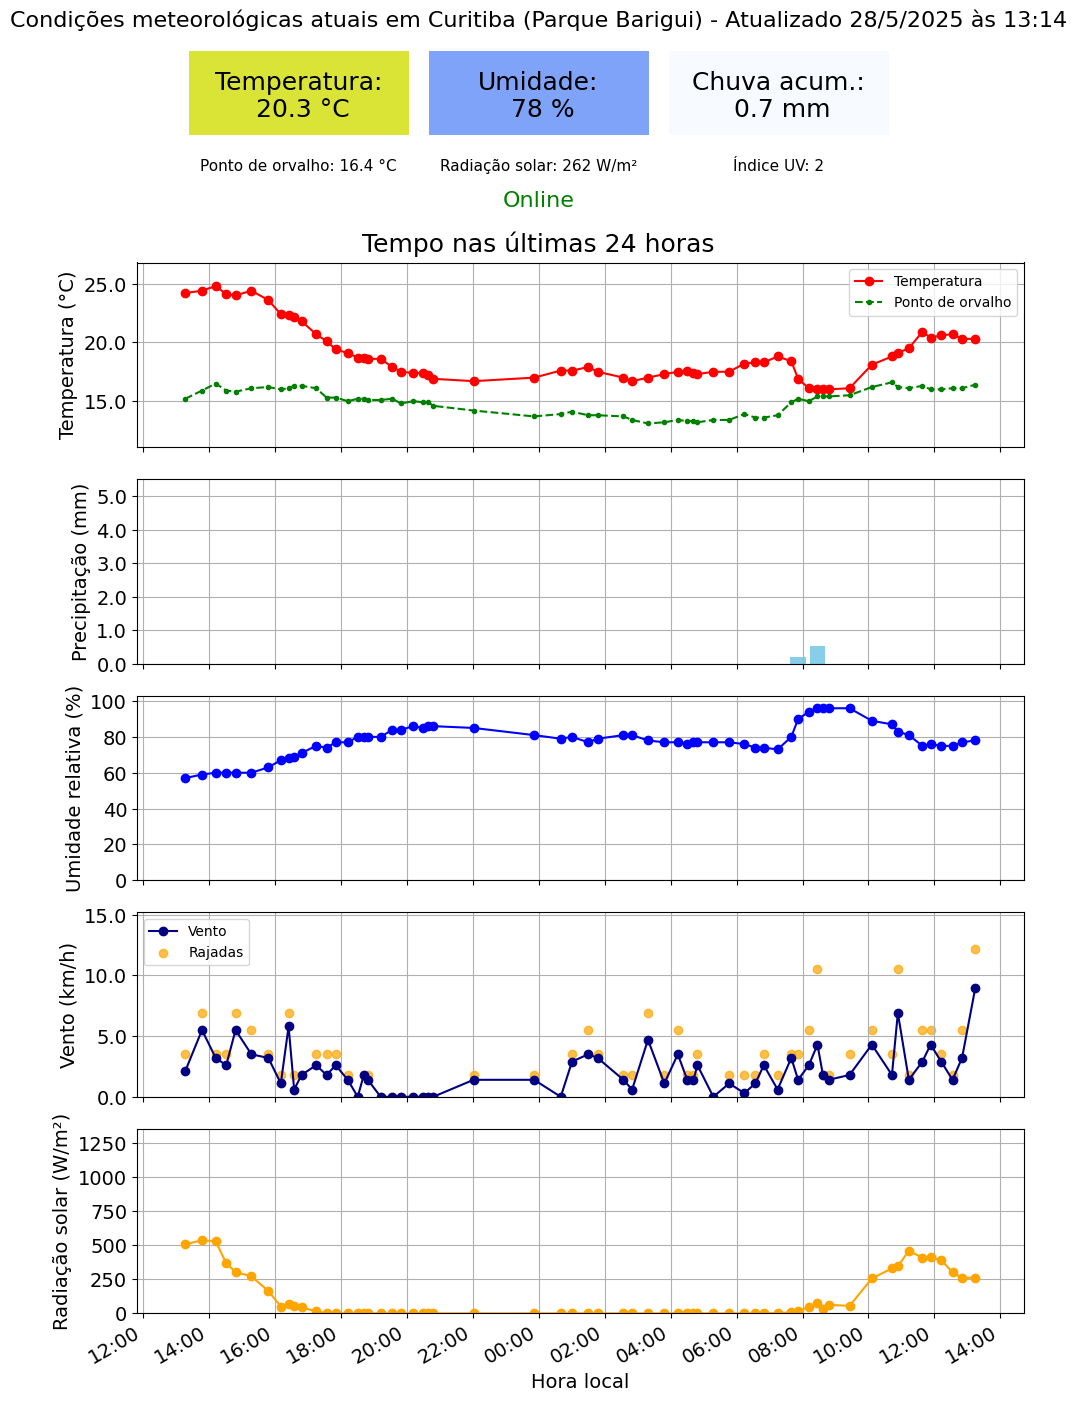 Condições meteorológicas atuais em Curitiba (Parque Barigui) - Atualizado 28/5/2025 às 13:14
Temperatura:
20.3 °C
Umidade:
78 %
Chuva acum.:
0.7 mm
Ponto de orvalho: 16.4 °C
Radiação solar: 262 W/m²
Índice UV: 2
Online
Tempo nas últimas 24 horas
Temperatura (°C)
25.0
20.0
15.0
Temperatura
Ponto de orvalho
Precipitação (mm)
5.0
4.0
3.0
2.0
1.0
0.0
Umidade relativa (%)
100
80
60
40
20
0
Vento (km/h)
15.0
10.0
5.0
0.0
Vento
Rajadas
Radiação solar (W/m²)
1250
1000
750
500
250
0
12:00
14:00
16:00
18:00
20:00
22:00
00:00
02:00
04:00
06:00
08:00
10:00
12:00
14:00
Hora local